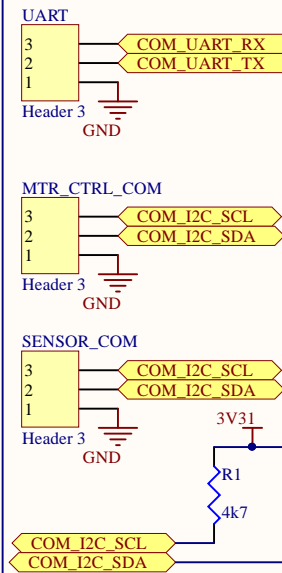 UART
3 COM_UART_RX
2 COM_UART_TX
1
Header 3
GND
MTR_CTRL_COM
3 COM_I2C_SCL
2 COM_I2C_SDA
1
Header 3
GND
SENSOR_COM
3 COM_I2C_SCL
2 COM_I2C_SDA
1
Header 3
GND
3V31
R1
4k7
COM_I2C_SCL
COM_I2C_SDA